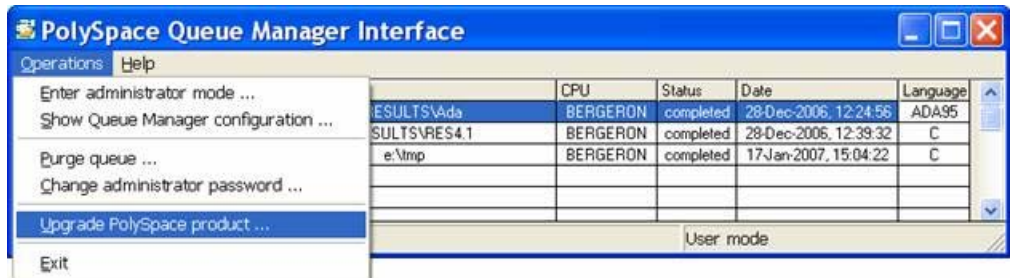 PolySpace Queue Manager Interface
Operations Help
CPU Status Date Language
Enter administrator mode ...
ESULTS\Ada BERGERON completed 28-Dec-2006, 12:24:56 ADA95
Show Queue Manager configuration ...
SULTS\RES4.1 BERGERON completed 28-Dec-2006, 12:39:32 C
Purge queue ...
e:\tmp BERGERON completed 17-Jan-2007, 15:04:22 C
Change administrator password ...
Upgrade PolySpace product ...
User mode
Exit